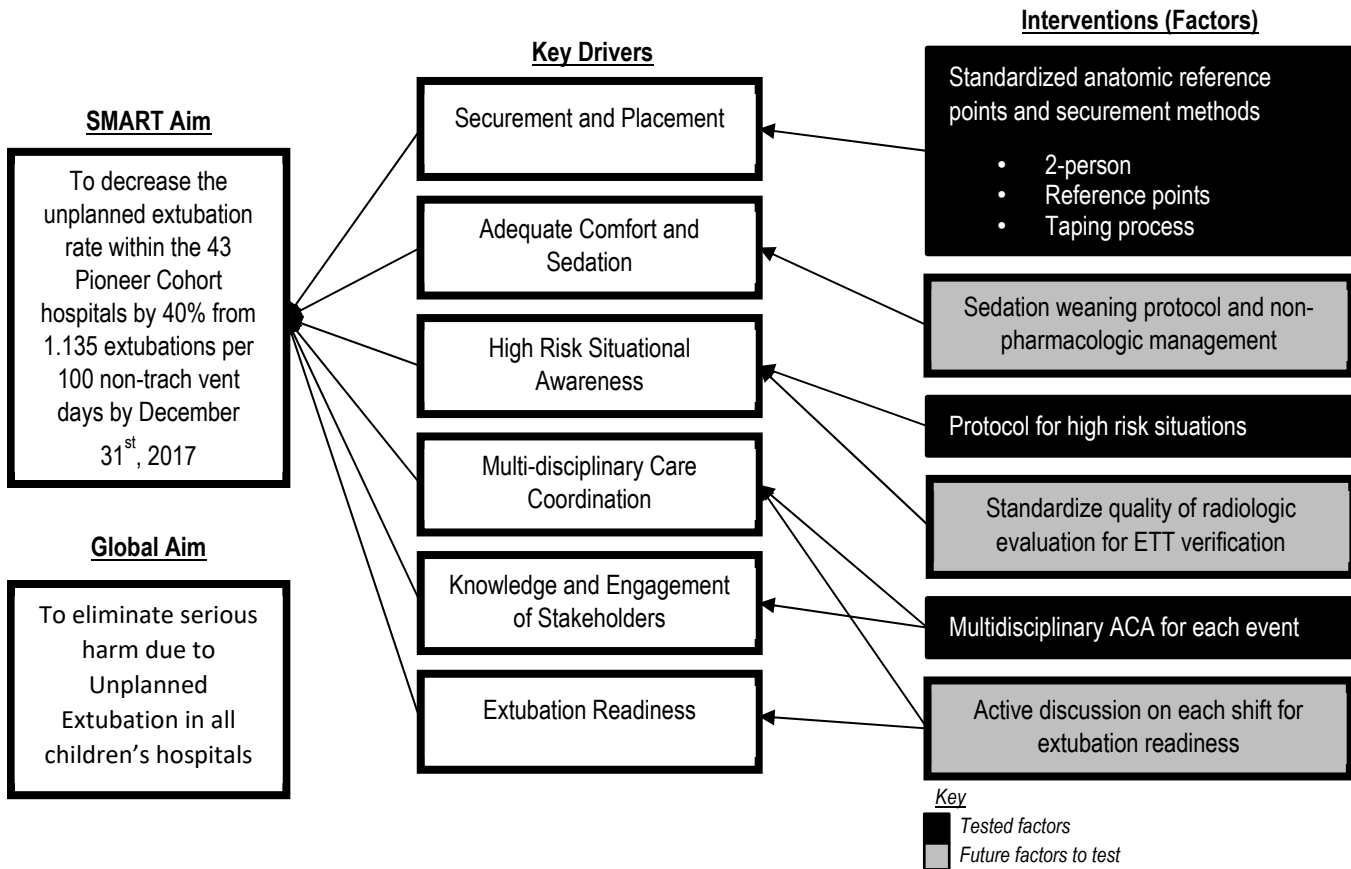 SMART Aim
To decrease the
unplanned extubation
rate within the 43
Pioneer Cohort
hospitals by 40% from
1.135 extubations per
100 non-trach vent
days by December
31st, 2017
Global Aim
To eliminate serious
harm due to
Unplanned
Extubation in all
children’s hospitals
Key Drivers
Securement and Placement
Adequate Comfort and
Sedation
High Risk Situational
Awareness
Multi-disciplinary Care
Coordination
Knowledge and Engagement
of Stakeholders
Extubation Readiness
Interventions (Factors)
Standardized anatomic reference
points and securement methods
• 2-person
• Reference points
• Taping process
Sedation weaning protocol and non-
pharmacologic management
Protocol for high risk situations
Standardize quality of radiologic
evaluation for ETT verification
Multidisciplinary ACA for each event
Active discussion on each shift for
extubation readiness
Key
Tested factors
Future factors to test